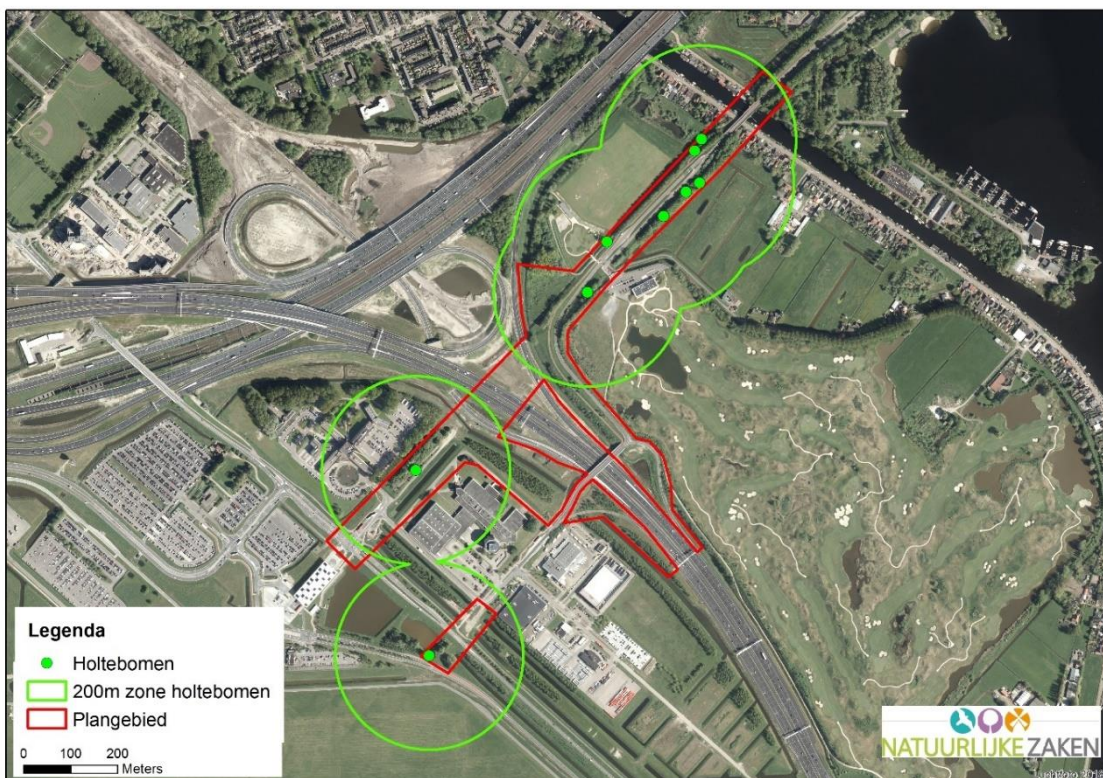 Legenda
Holtebomen
200m zone holtebomen
Plangebied
0 100 200
Meters
NATUURLIJKE ZAKEN